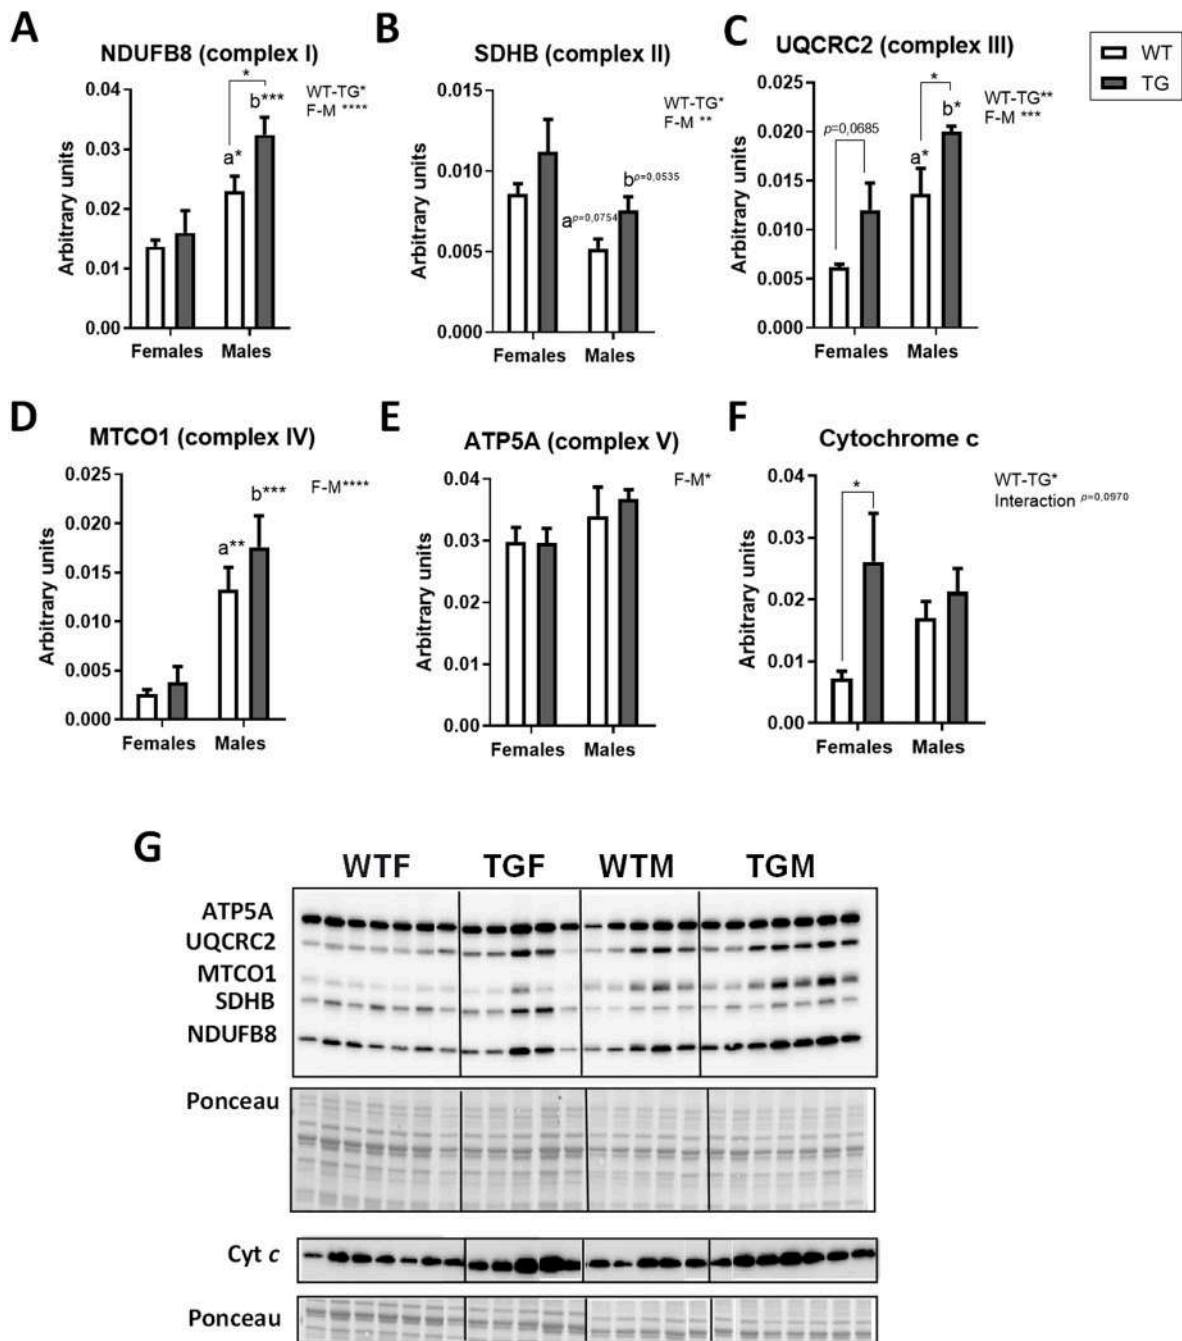 A
NDUFB8 (complex I)
Arbitrary units
0.04
0.03
0.02
0.01
0.00
*
a*
b***
WT-TG*
F-M ****
Females Males
B
SDHB (complex II)
Arbitrary units
0.015
0.010
0.005
0.000
a p=0,0754
b p=0,0535
WT-TG*
F-M **
Females Males
C
UQCRC2 (complex III)
Arbitrary units
0.025
0.020
0.015
0.010
0.005
0.000
p=0,0685
*
a*
b*
WT-TG**
F-M ***
Females Males
WT
TG
D
MTCO1 (complex IV)
Arbitrary units
0.025
0.020
0.015
0.010
0.005
0.000
a**
b***
F-M****
Females Males
E
ATP5A (complex V)
Arbitrary units
0.04
0.03
0.02
0.01
0.00
F-M*
Females Males
F
Cytochrome c
Arbitrary units
0.04
0.03
0.02
0.01
0.00
*
WT-TG*
Interaction p=0,0970
Females Males
G
WTF TGF WTM TGM
ATP5A
UQCRC2
MTCO1
SDHB
NDUFB8
Ponceau
Cyt c
Ponceau